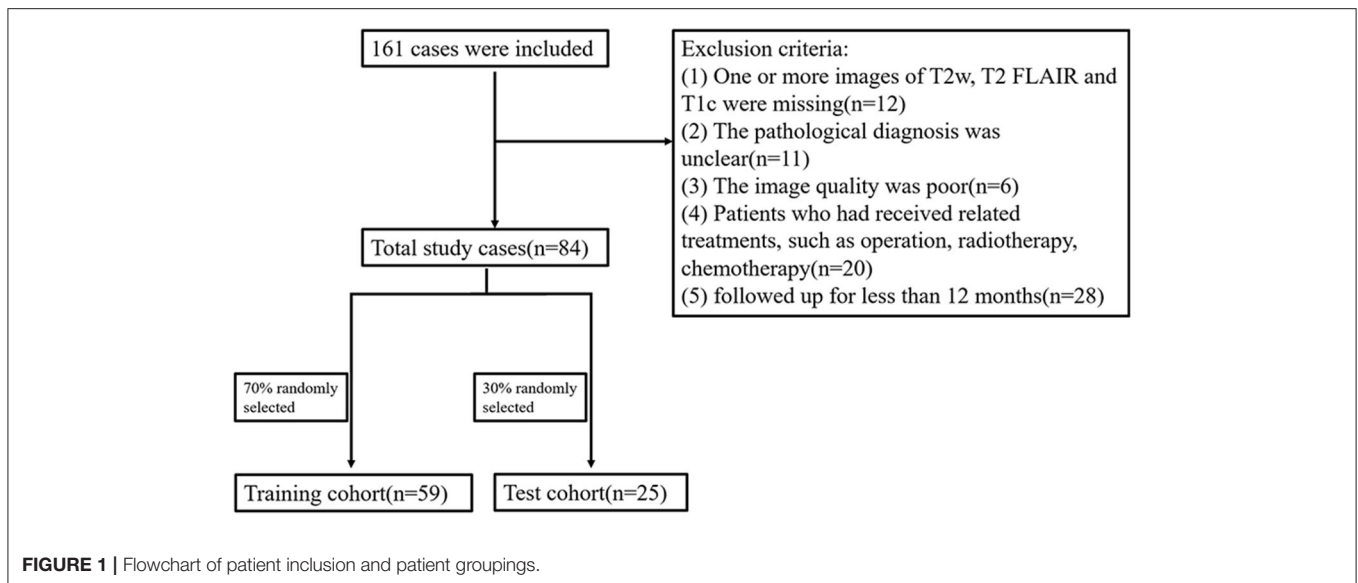 161 cases were included
Exclusion criteria:
(1) One or more images of T2w, T2 FLAIR and
T1c were missing(n=12)
(2) The pathological diagnosis was
unclear(n=11)
(3) The image quality was poor(n=6)
(4) Patients who had received related
treatments, such as operation, radiotherapy,
chemotherapy(n=20)
(5) followed up for less than 12 months(n=28)
Total study cases(n=84)
70% randomly
selected
30% randomly
selected
Training cohort(n=59)
Test cohort(n=25)
FIGURE 1 | Flowchart of patient inclusion and patient groupings.